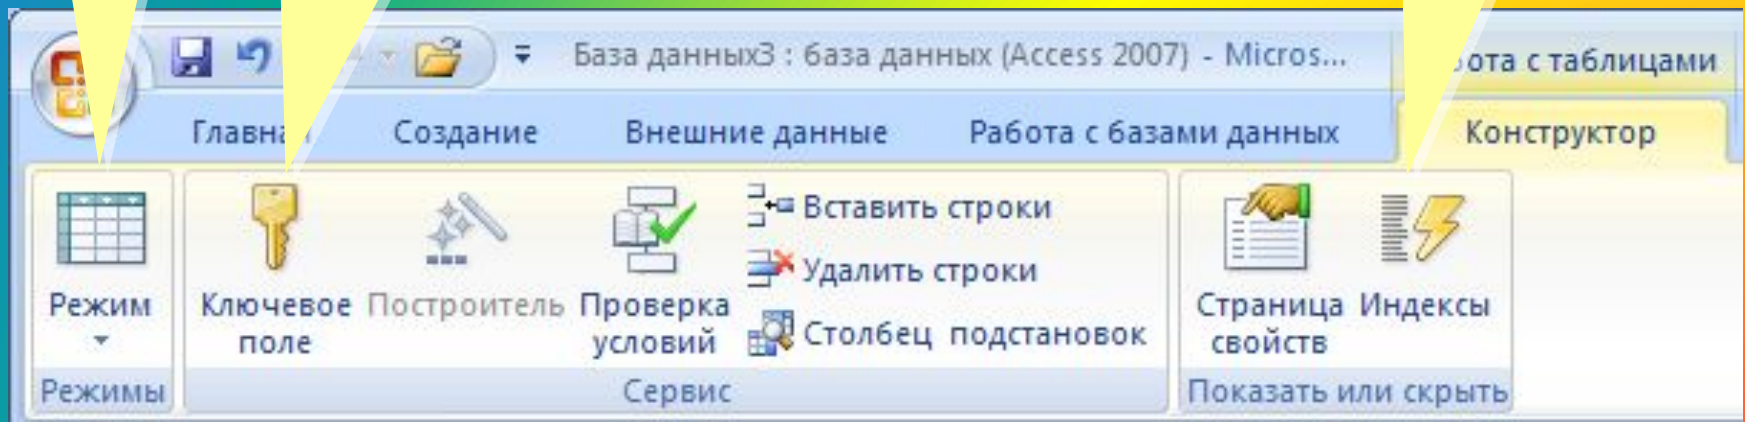 База данных3 : база данных (Access 2007) - Micros...
ота с таблицами
Главная
Создание
Внешние данные
Работа с базами данных
Конструктор
Режим
Ключевое
поле
Построитель
Проверка
условий
Вставить строки
Удалить строки
Столбец подстановок
Страница
свойств
Индексы
Режимы
Сервис
Показать или скрыть